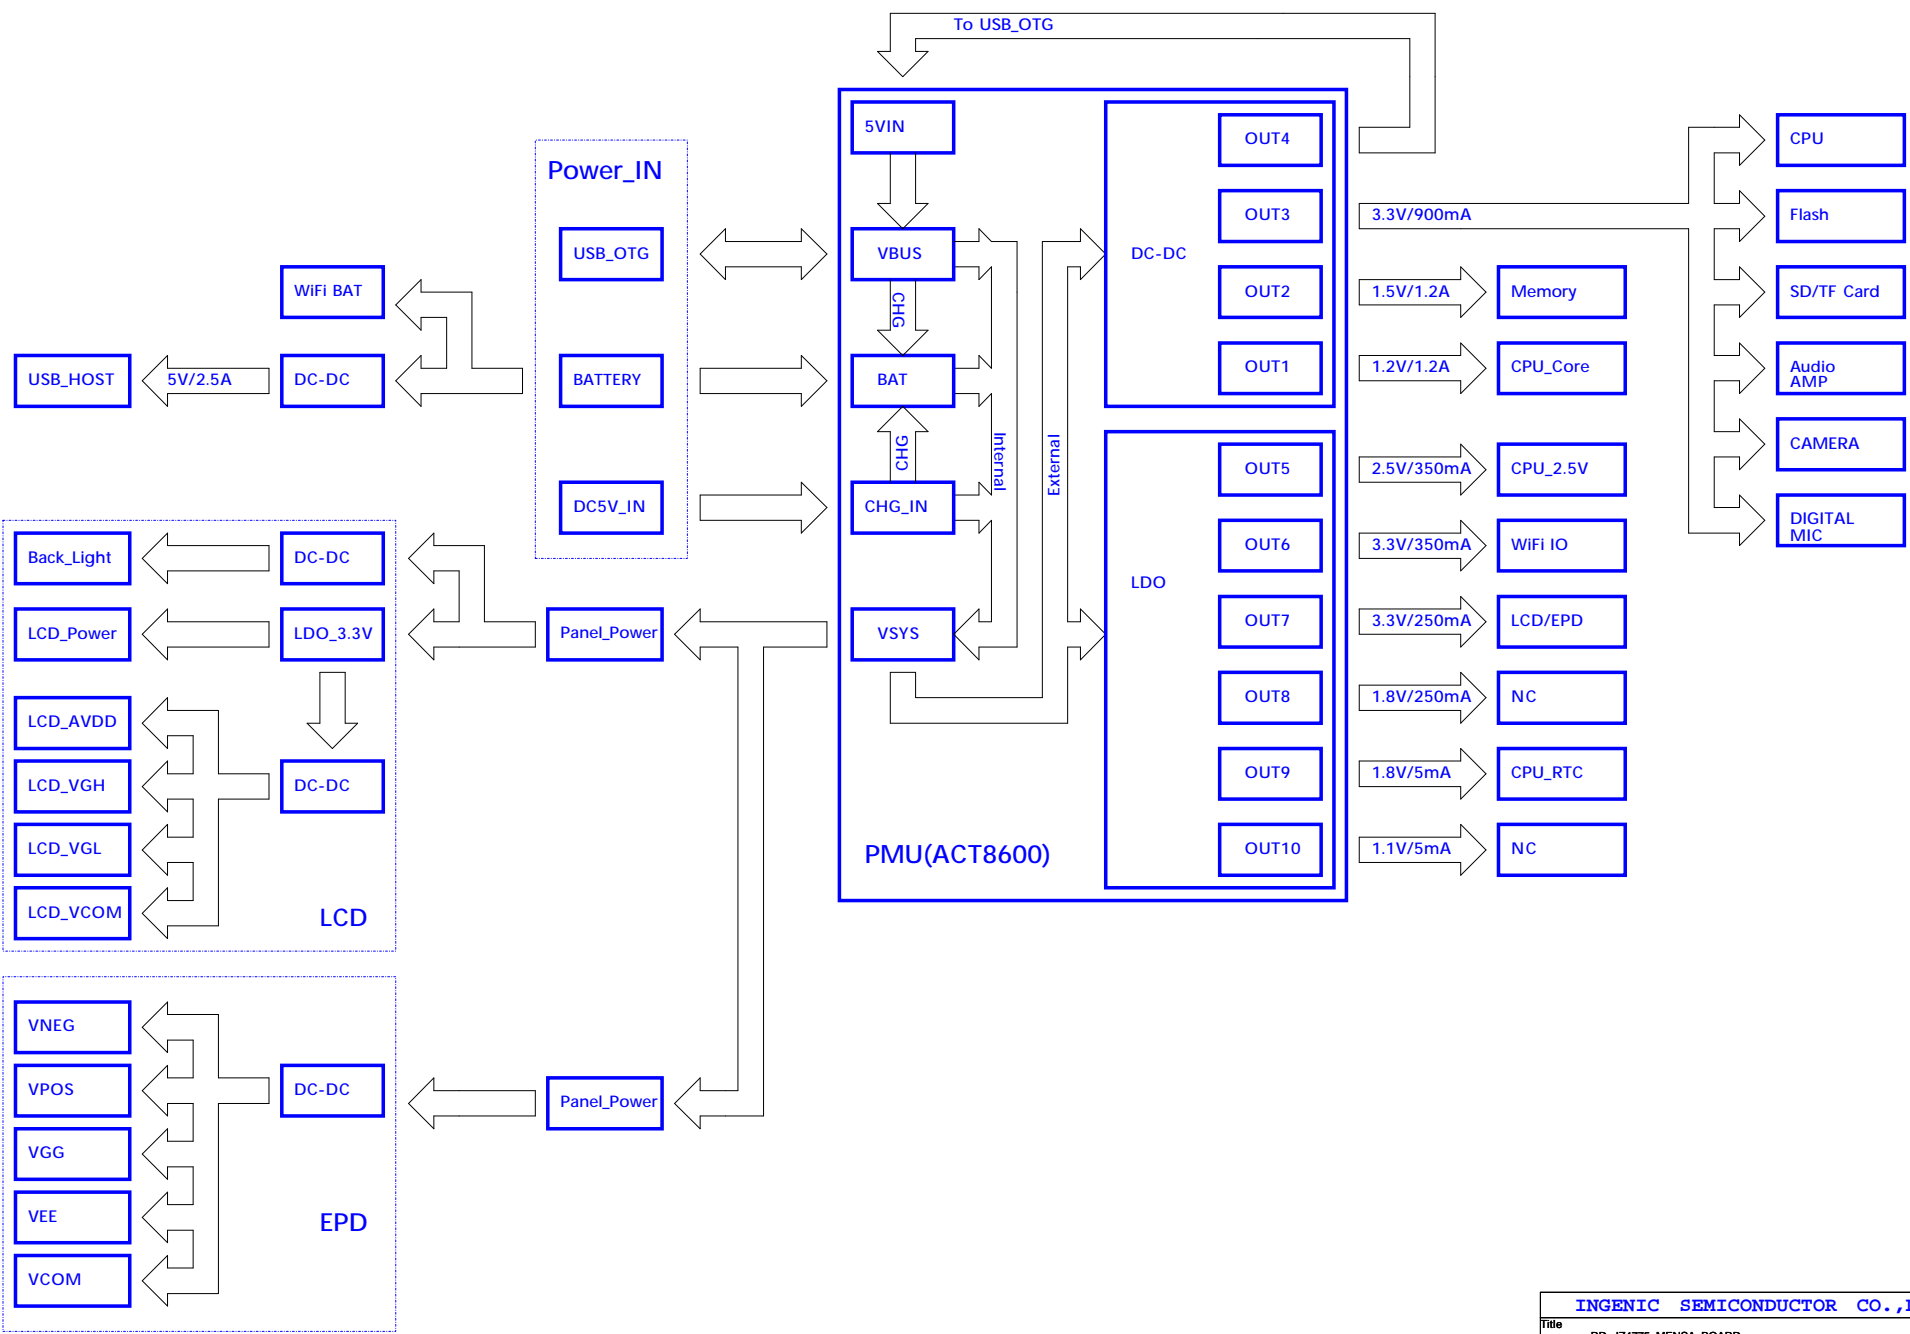 To USB_OTG
Power_IN
USB_OTG
BATTERY
DC5V_IN
WiFi BAT
DC-DC
5V/2.5A
USB_HOST
5VIN
VBUS
CHG
BAT
CHG
CHG_IN
VSYS
Internal
External
PMU(ACT8600)
DC-DC
OUT4
OUT3
OUT2
OUT1
LDO
OUT5
OUT6
OUT7
OUT8
OUT9
OUT10
3.3V/900mA
1.5V/1.2A
Memory
1.2V/1.2A
CPU_Core
2.5V/350mA
CPU_2.5V
3.3V/350mA
WiFi IO
3.3V/250mA
LCD/EPD
1.8V/250mA
NC
1.8V/5mA
CPU_RTC
1.1V/5mA
NC
CPU
Flash
SD/TF Card
Audio
AMP
CAMERA
DIGITAL
MIC
Back_Light
DC-DC
LCD_Power
LDO_3.3V
Panel_Power
LCD_AVDD
LCD_VGH
DC-DC
LCD_VGL
LCD_VCOM
LCD
VNEG
VPOS
DC-DC
Panel_Power
VGG
VEE
VCOM
EPD
INGENIC SEMICONDUCTOR CO.,
Title